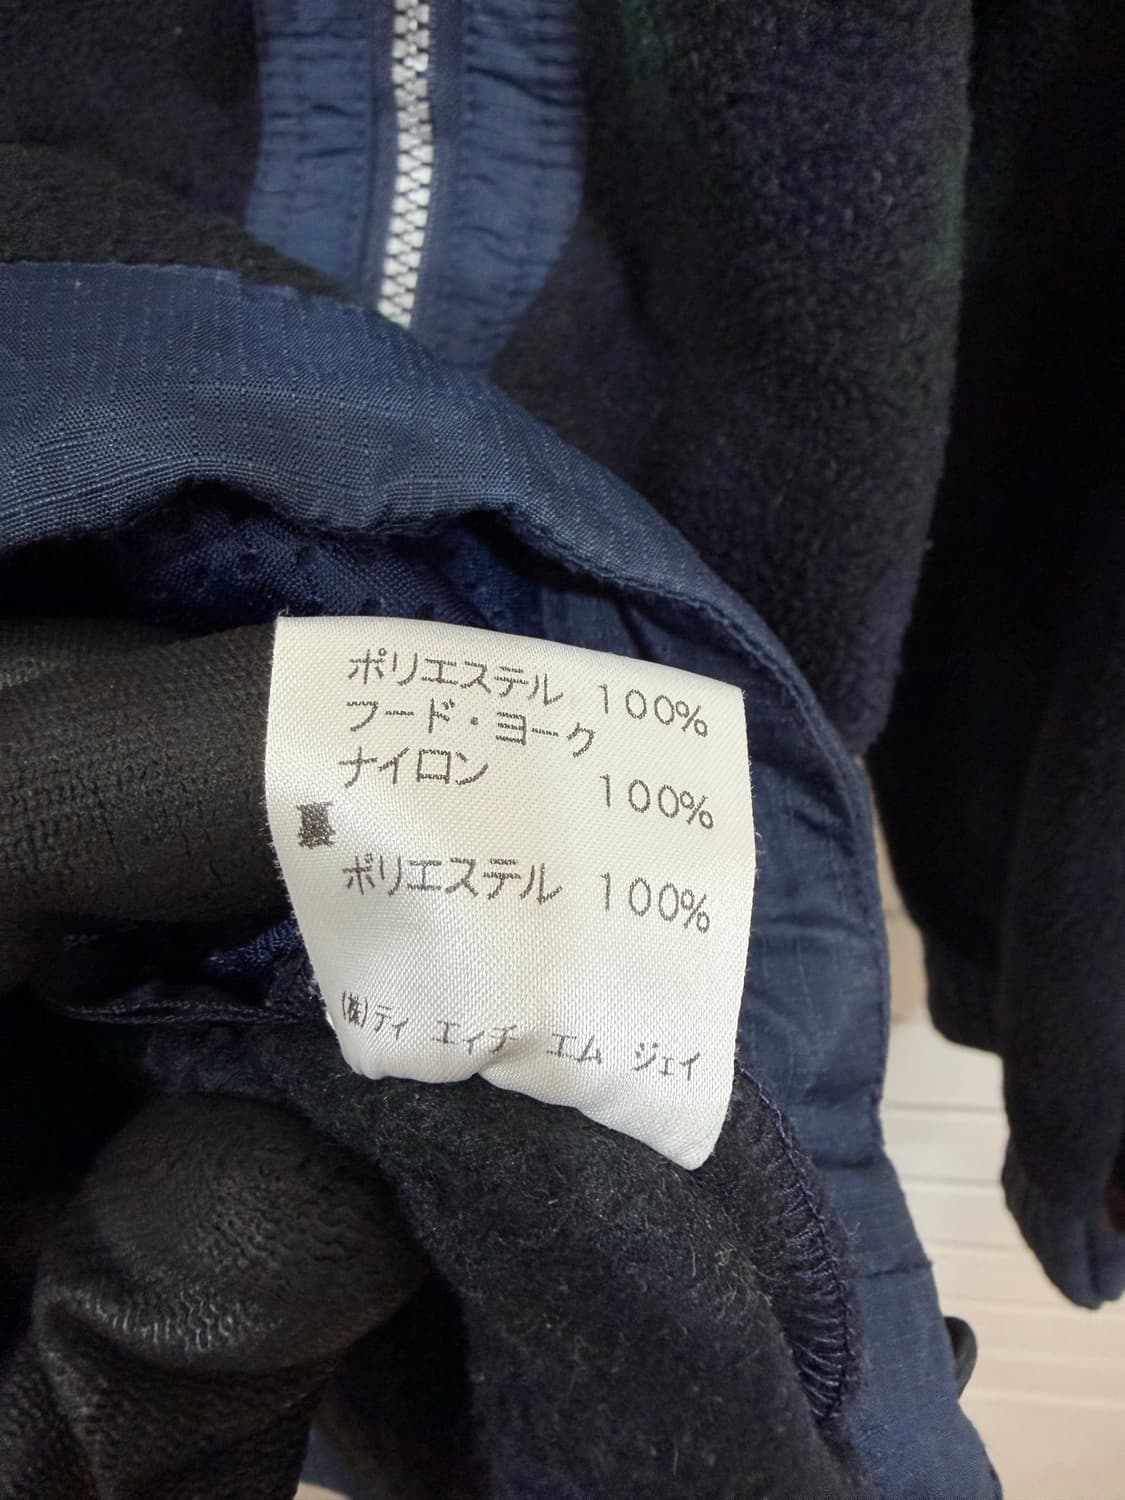 ポリエステル 100%
フード・ヨーク
ナイロン 100%
裏
ポリエステル 100%
(株)ティ エイチ エム ジェイ